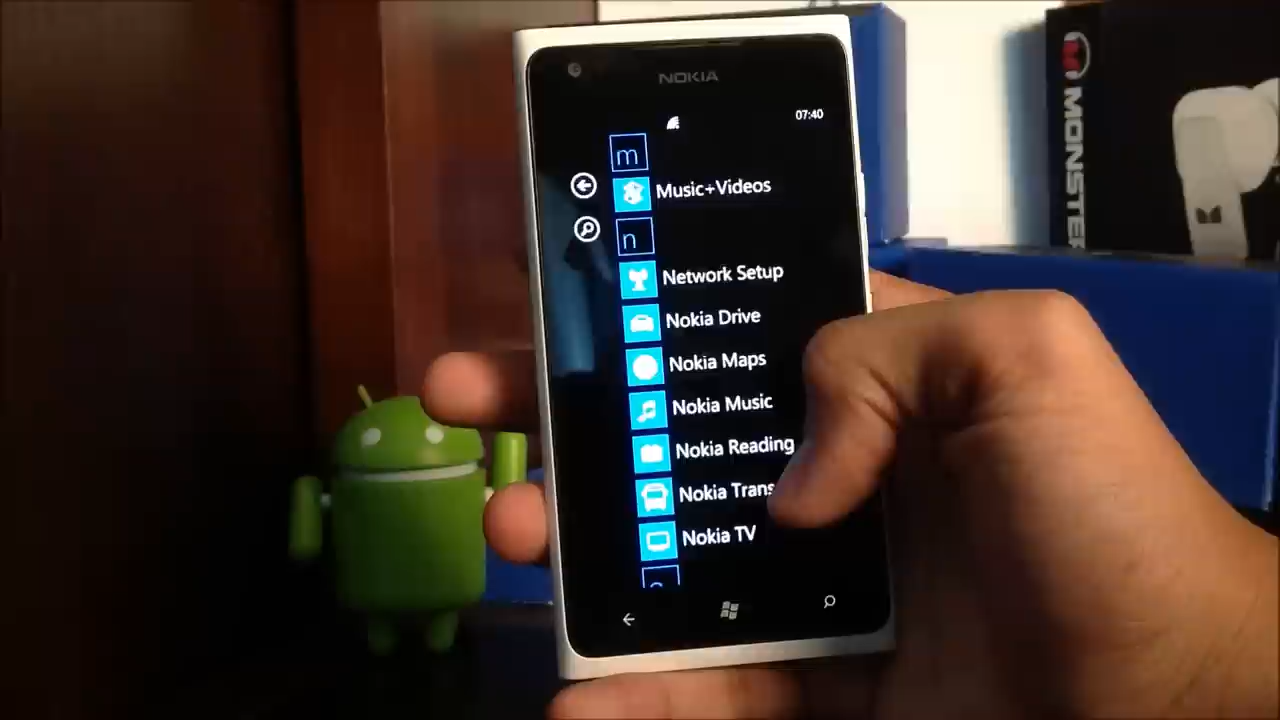 NOKIA
07:40
m
Music+Videos
n
Network Setup
Nokia Drive
Nokia Maps
Nokia Music
Nokia Reading
Nokia Trans
Nokia TV
MONSTE